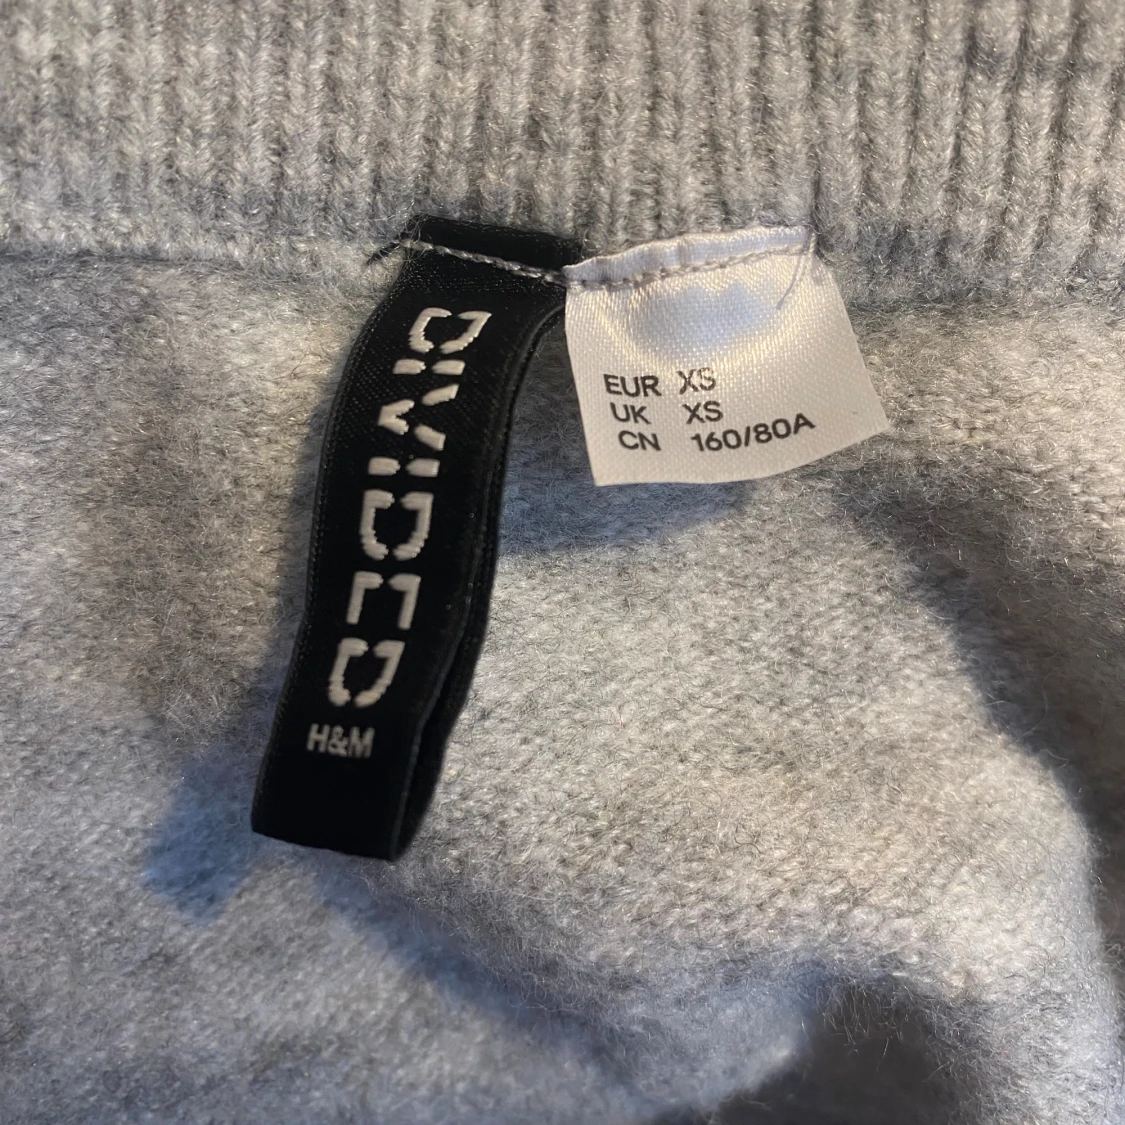 DIVIDED
H&M
EUR XS
UK XS
CN 160/80A